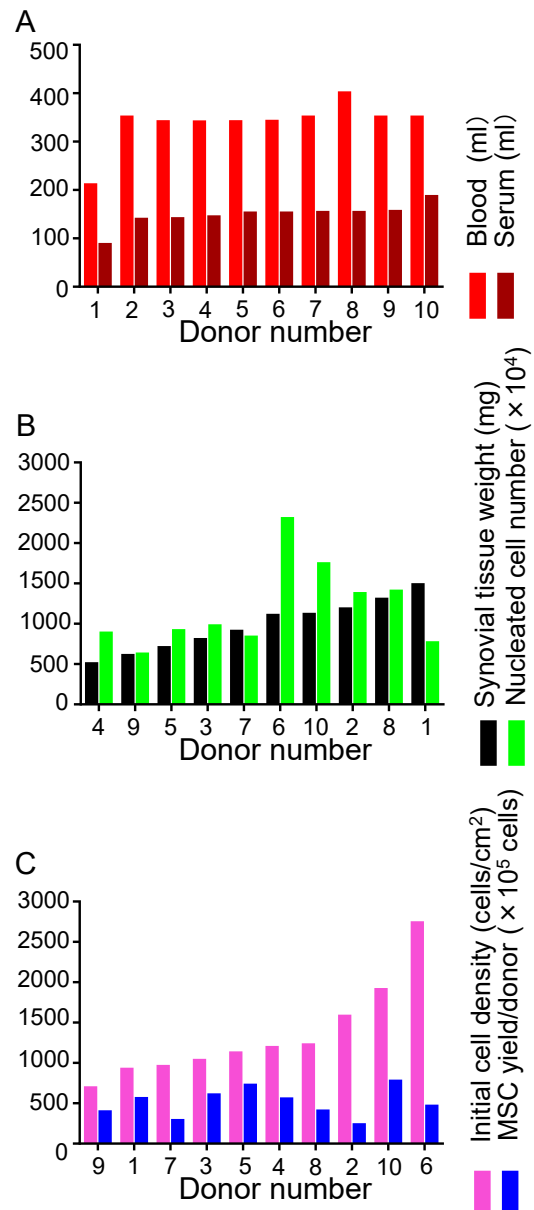 A
500
400
300
200
100
0
1 2 3 4 5 6 7 8 9 10
Donor number
Blood (ml)
Serum (ml)
B
3000
2500
2000
1500
1000
500
0
4 9 5 3 7 6 10 2 8 1
Donor number
Synovial tissue weight (mg)
Nucleated cell number (×10⁴)
C
3000
2500
2000
1500
1000
500
0
9 1 7 3 5 4 8 2 10 6
Donor number
Initial cell density (cells/cm²)
MSC yield/donor (×10⁵ cells)